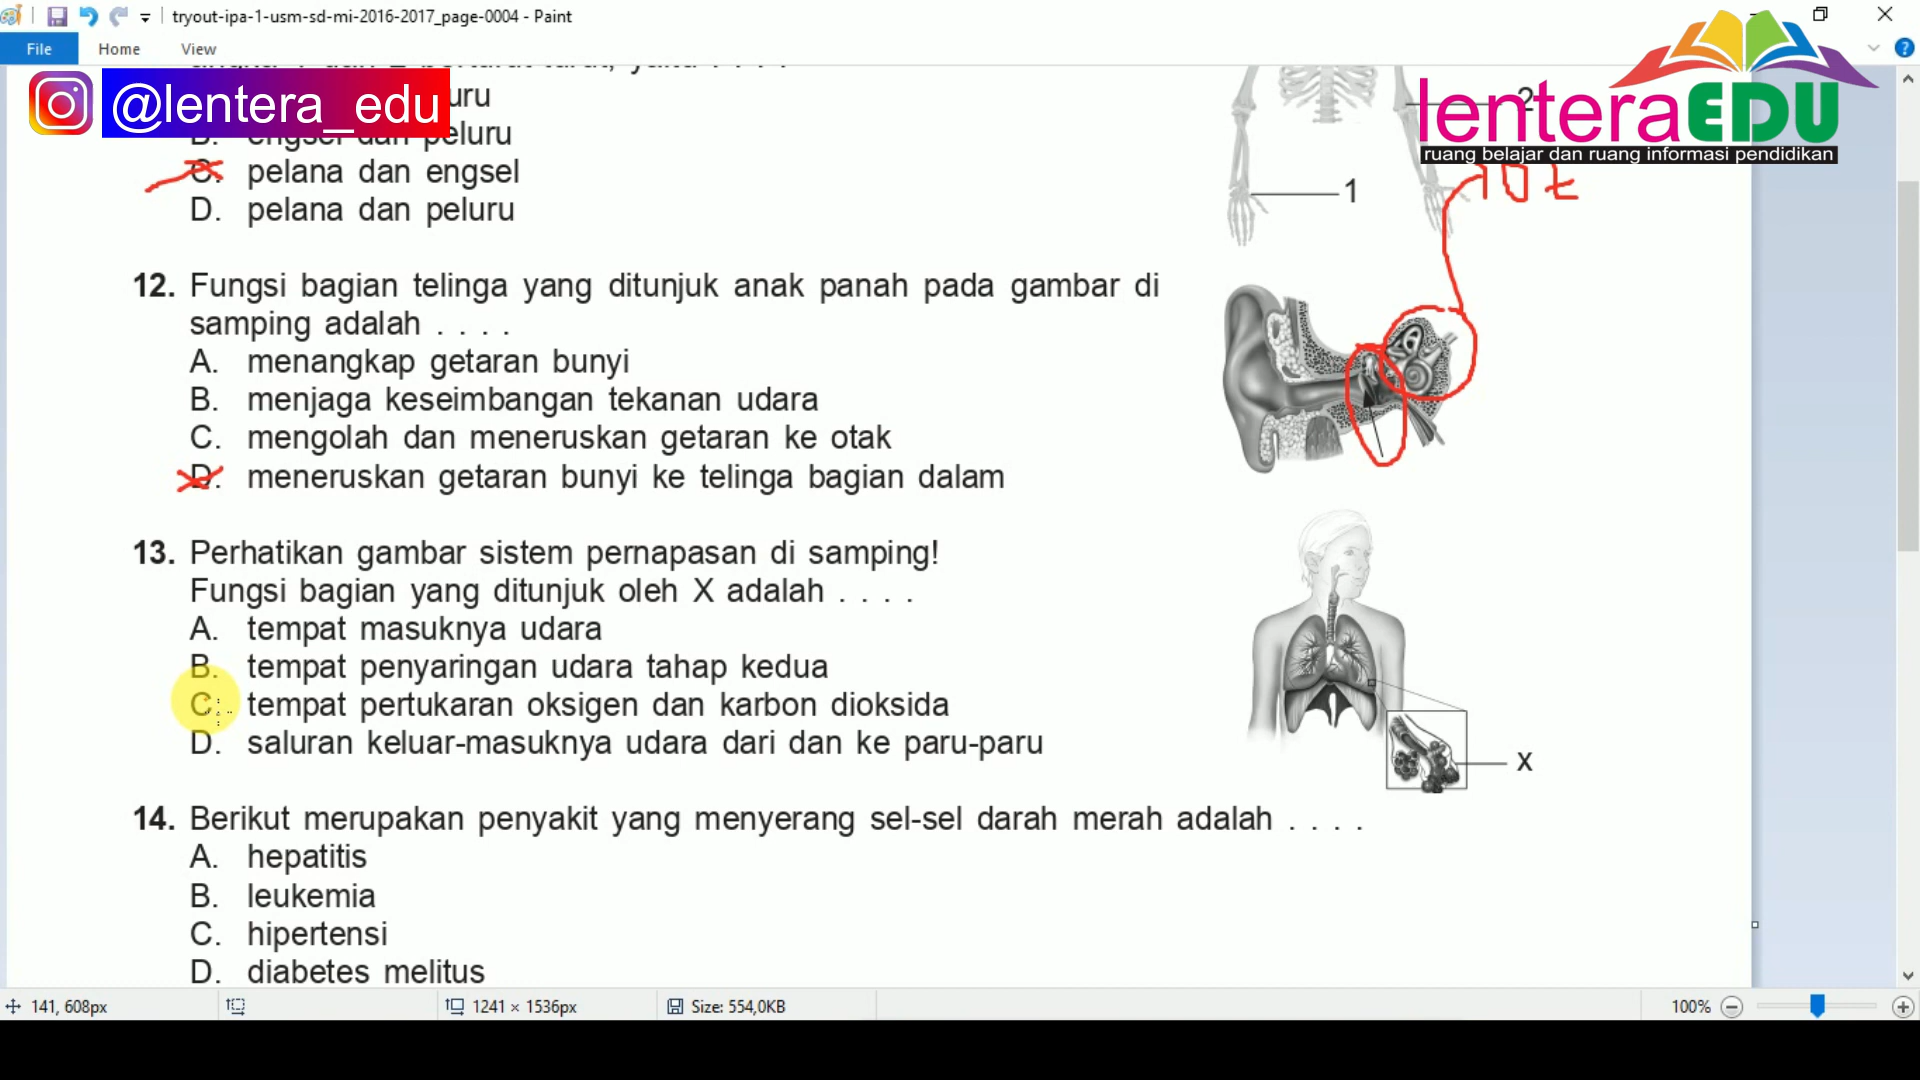 tryout-ipa-1-usm-sd-mi-2016-2017_page-0004 - Paint
File Home View
@lentera_edu
lenteraEDU
ruang belajar dan ruang informasi pendidikan
uru
B. engsel dan peluru
C. pelana dan engsel
D. pelana dan peluru
2
1
12. Fungsi bagian telinga yang ditunjuk anak panah pada gambar di
samping adalah . . . .
A. menangkap getaran bunyi
B. menjaga keseimbangan tekanan udara
C. mengolah dan meneruskan getaran ke otak
D. meneruskan getaran bunyi ke telinga bagian dalam
13. Perhatikan gambar sistem pernapasan di samping!
Fungsi bagian yang ditunjuk oleh X adalah . . . .
A. tempat masuknya udara
B. tempat penyaringan udara tahap kedua
C. tempat pertukaran oksigen dan karbon dioksida
D. saluran keluar-masuknya udara dari dan ke paru-paru
X
14. Berikut merupakan penyakit yang menyerang sel-sel darah merah adalah . . . .
A. hepatitis
B. leukemia
C. hipertensi
D. diabetes melitus
141, 608px
1241 × 1536px
Size: 554,0KB
100%